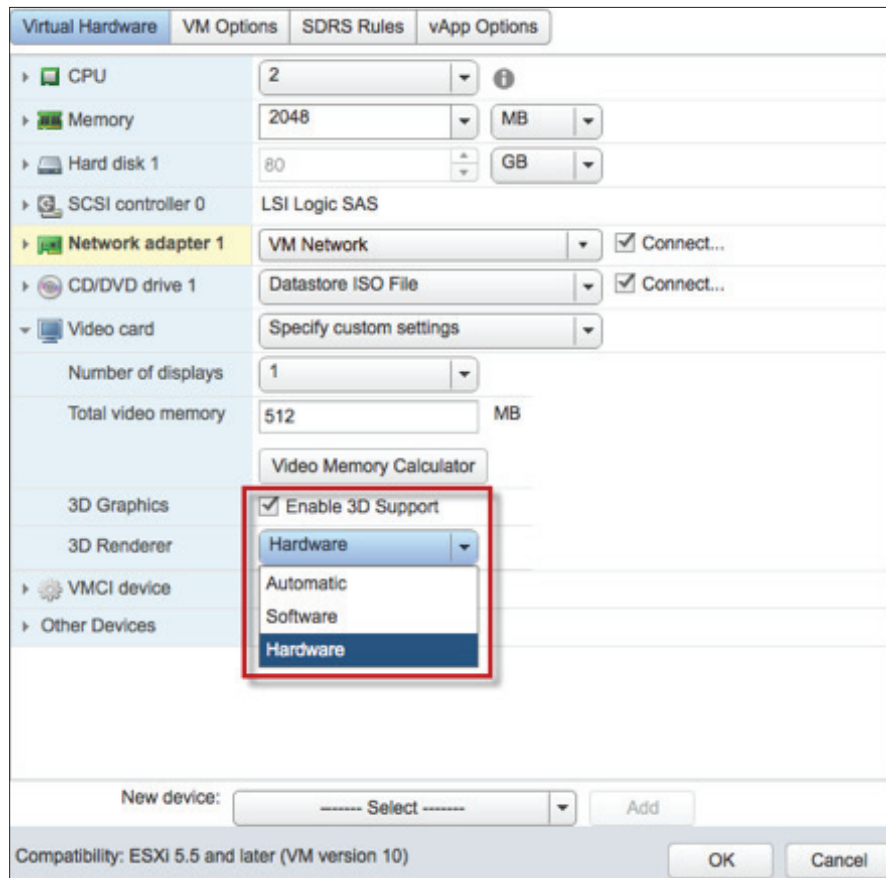 Virtual Hardware VM Options SDRS Rules vApp Options
CPU 2
Memory 2048 MB
Hard disk 1 80 GB
SCSI controller 0 LSI Logic SAS
Network adapter 1 VM Network Connect...
CD/DVD drive 1 Datastore ISO File Connect...
Video card Specify custom settings
Number of displays 1
Total video memory 512 MB
Video Memory Calculator
3D Graphics Enable 3D Support
3D Renderer Hardware
Automatic
VMCI device
Software
Other Devices
Hardware
New device: ------- Select ------- Add
Compatibility: ESXi 5.5 and later (VM version 10) OK Cancel